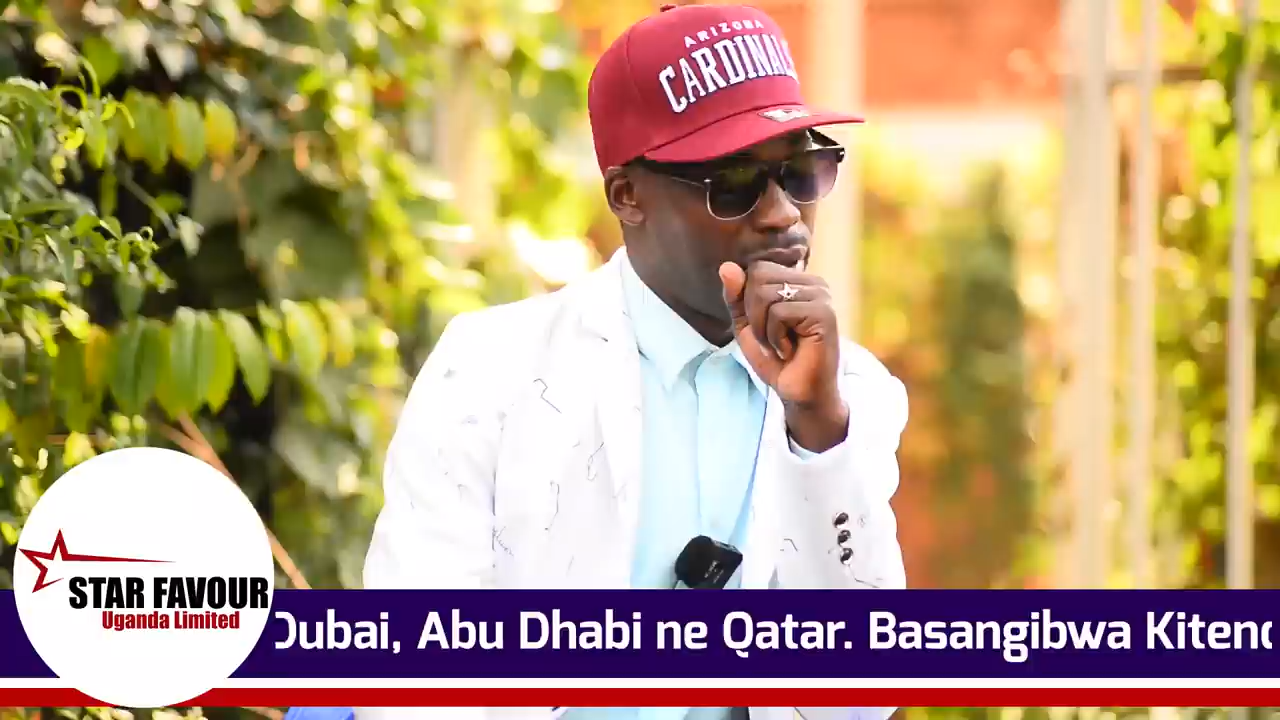 ARIZONA
CARDINALS
STAR FAVOUR
Uganda Limited
Dubai, Abu Dhabi ne Qatar. Basangibwa